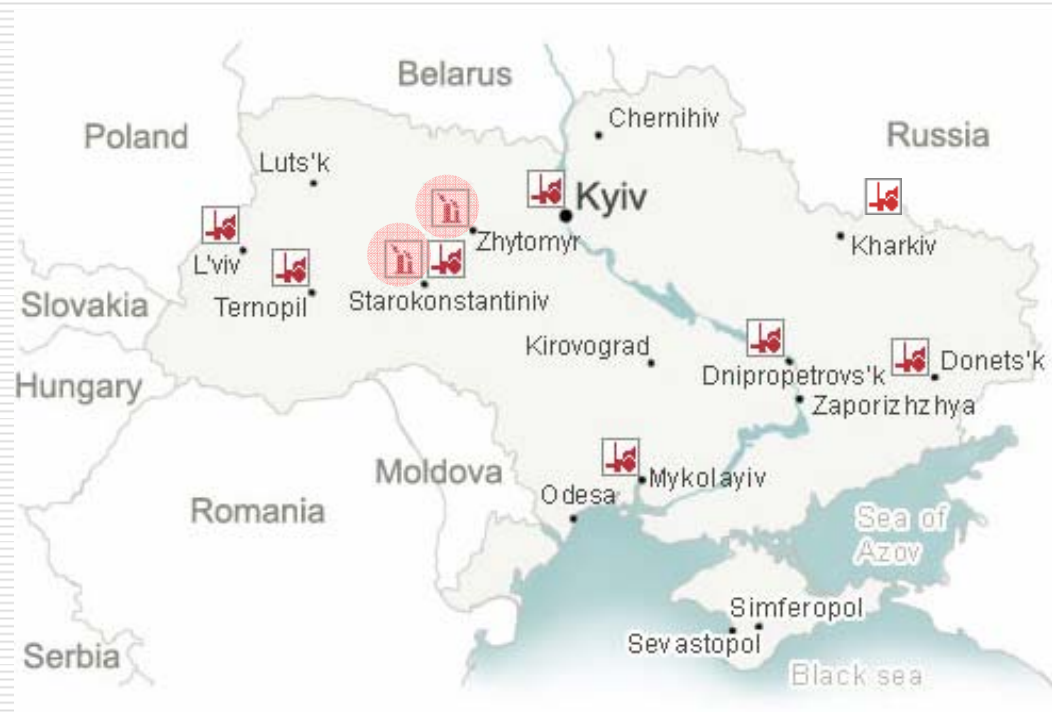 Belarus
Chernihiv
Poland
Russia
Luts'k
Kyiv
Zhytomyr
Kharkiv
L'viv
Ternopil
Starokonstantiniv
Slovakia
Kirovograd
Donets'k
Dnipropetrovs'k
Hungary
Zaporizhzhya
Moldova
Mykolayiv
Odesa
Romania
Sea of
Azov
Simferopol
Sevastopol
Serbia
Black sea